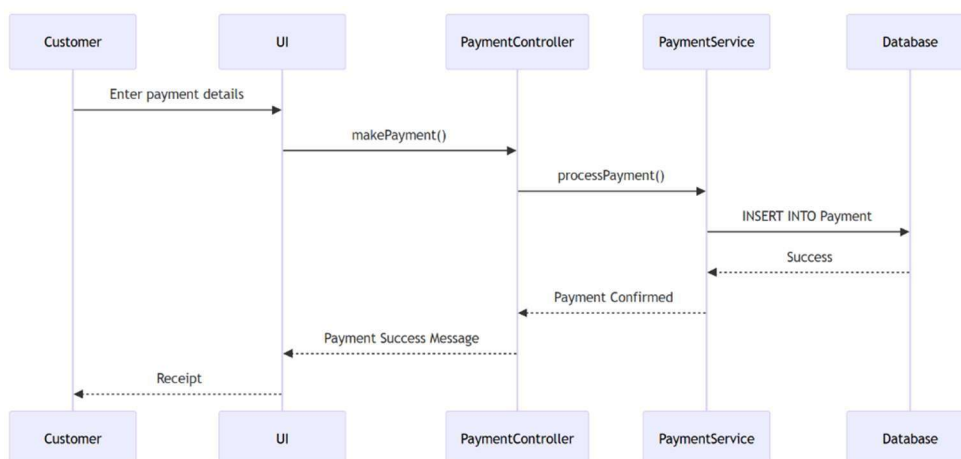 Customer UI PaymentController PaymentService Database
Enter payment details
makePayment()
processPayment()
INSERT INTO Payment
Success
Payment Confirmed
Payment Success Message
Receipt
Customer UI PaymentController PaymentService Database